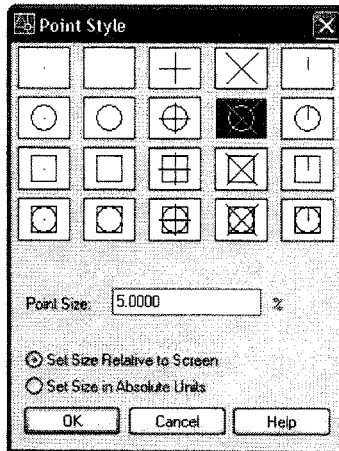 Point Style
Point Size: 5.0000 %
Set Size Relative to Screen
Set Size in Absolute Units
OK Cancel Help